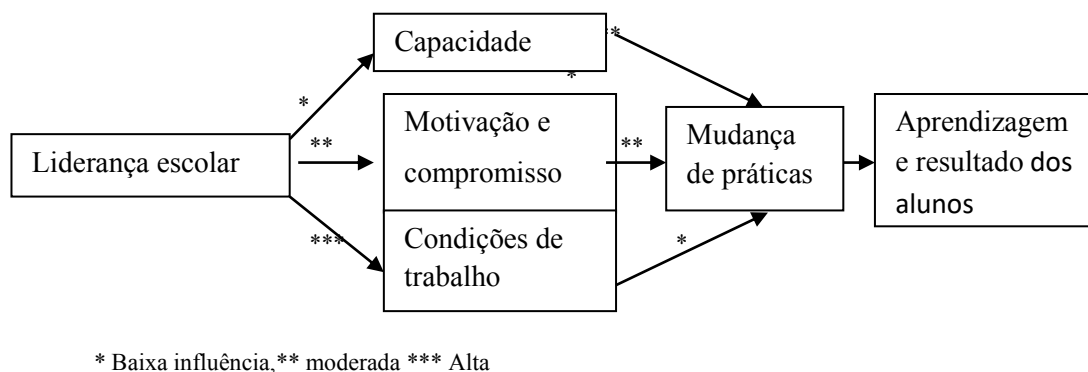 Capacidade
**
*
*
Motivação e
compromisso
**
**
Liderança escolar
Mudança
de práticas
Aprendizagem
e resultado dos
alunos
***
Condições de
trabalho
*
* Baixa influência,** moderada *** Alta